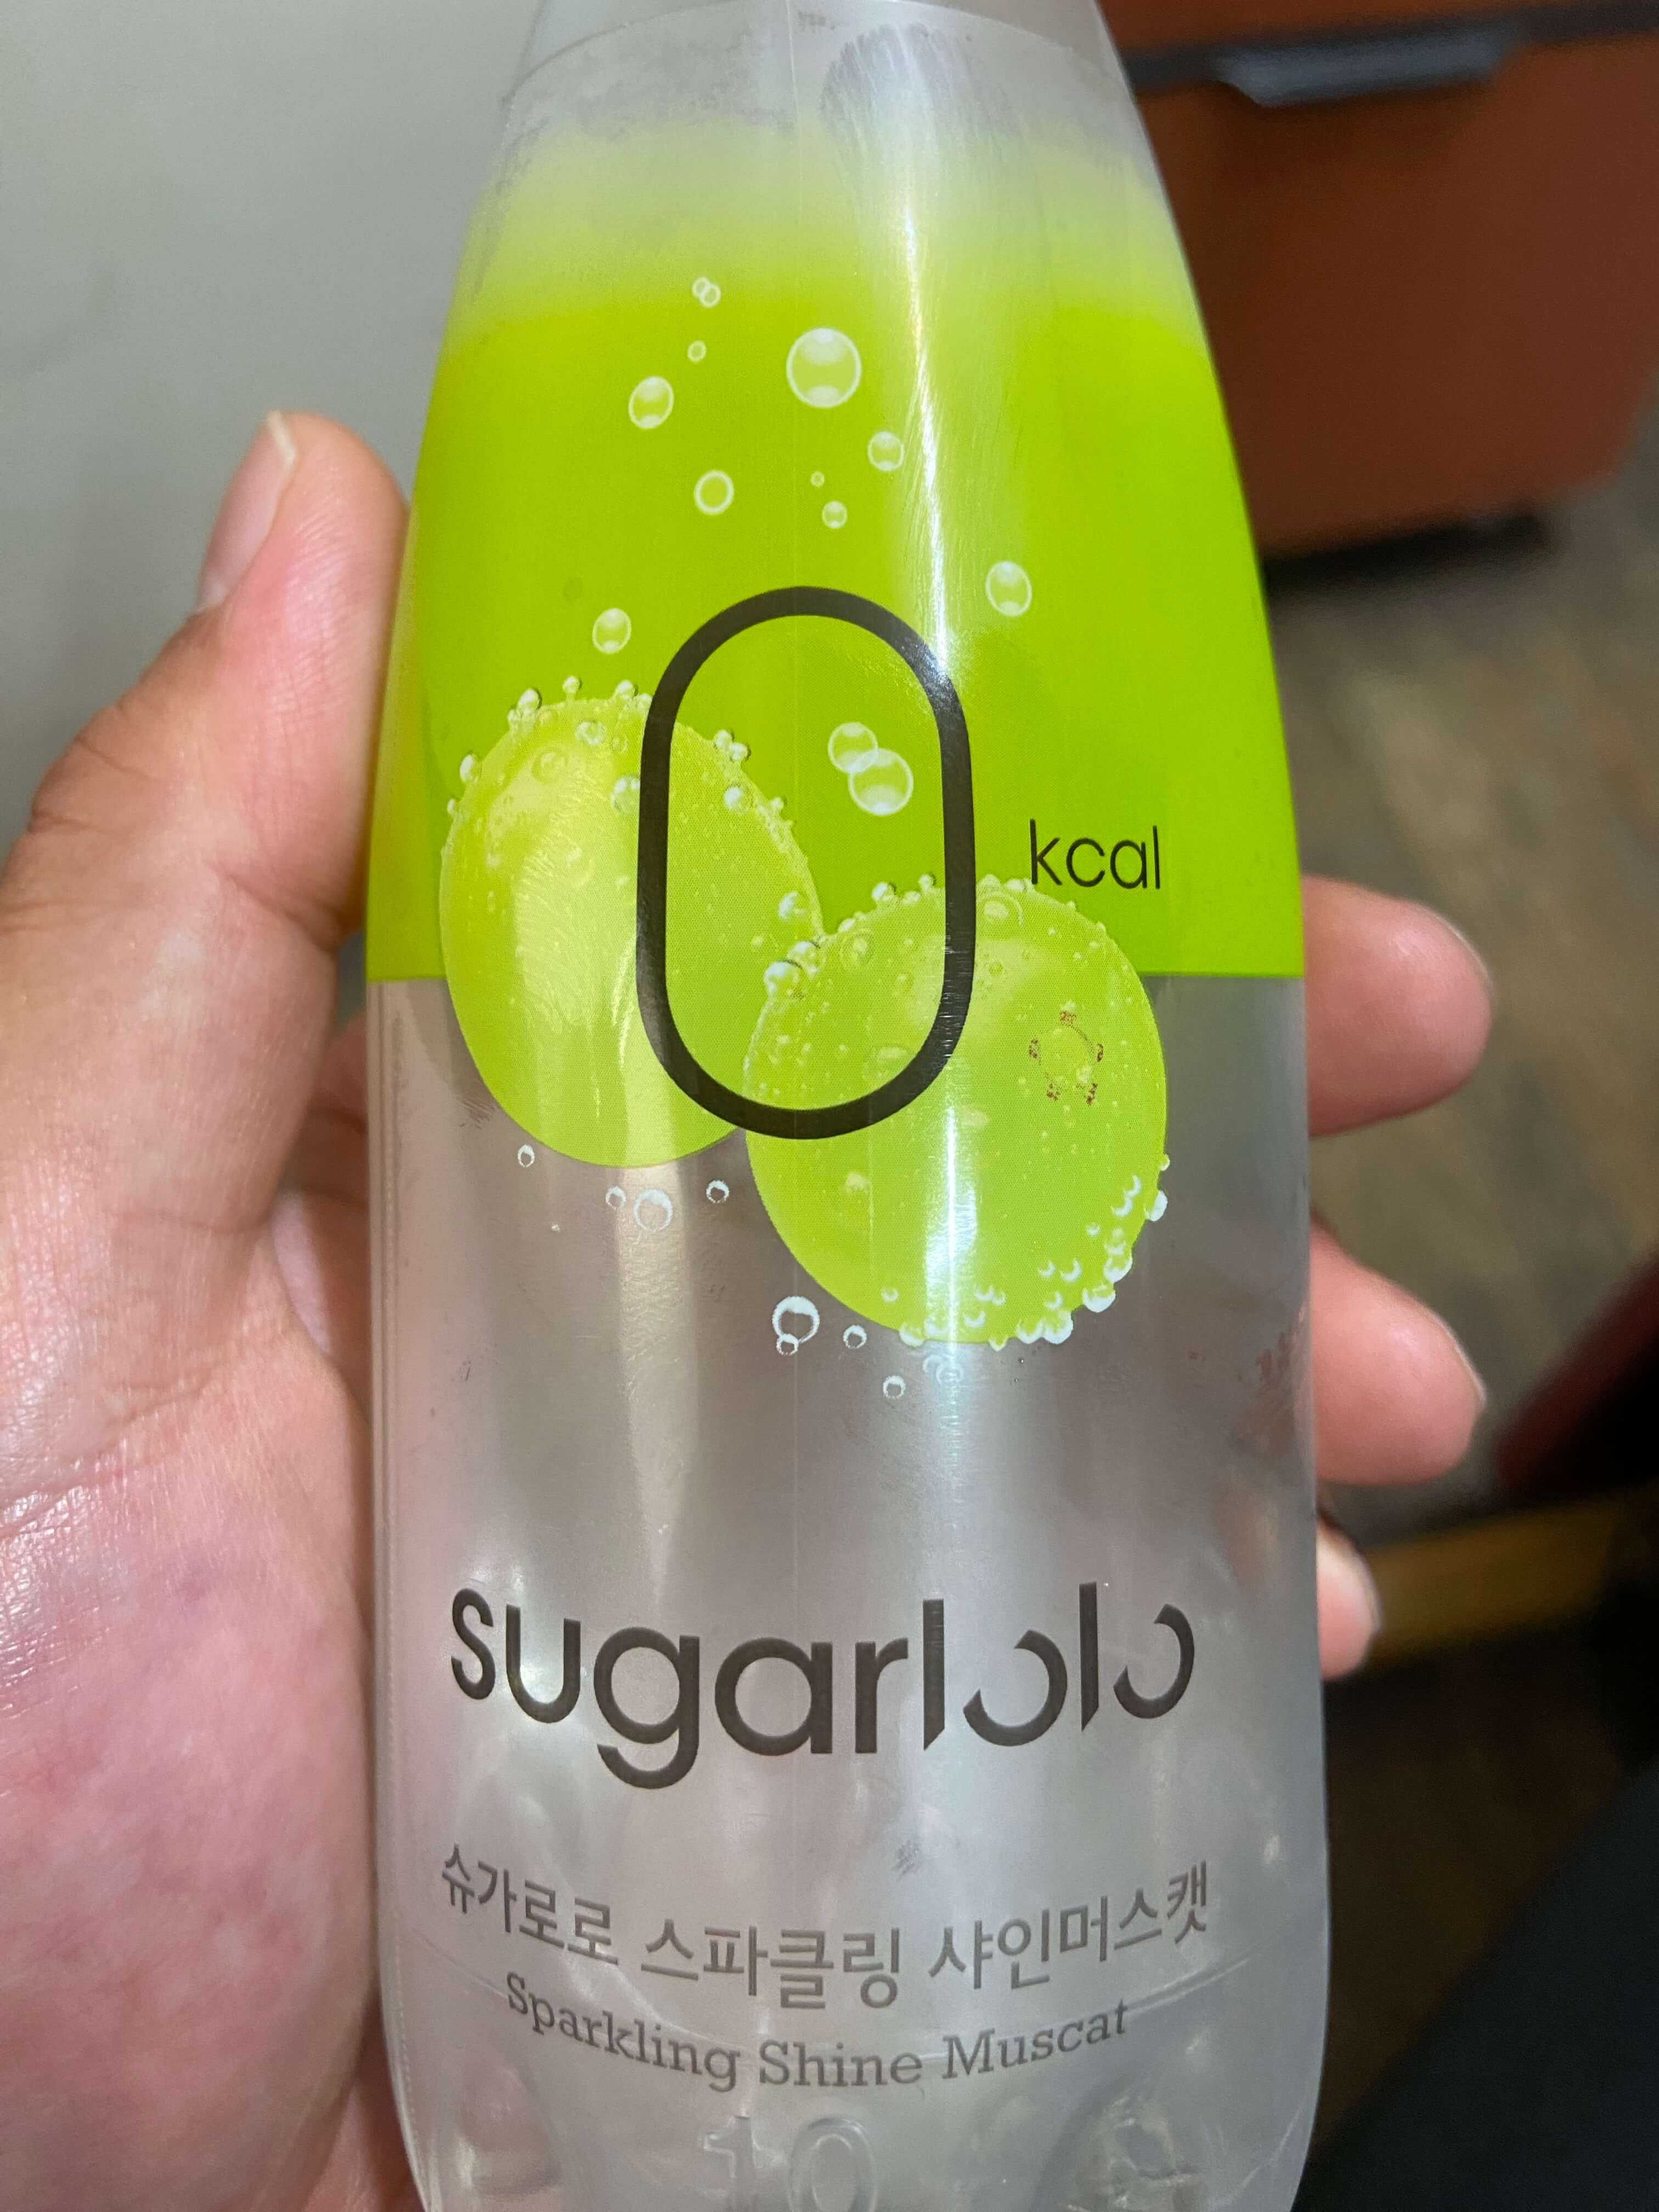 0 kcal
sugarlolo
슈가로로 스파클링 샤인머스캣
Sparkling Shine Muscat
10